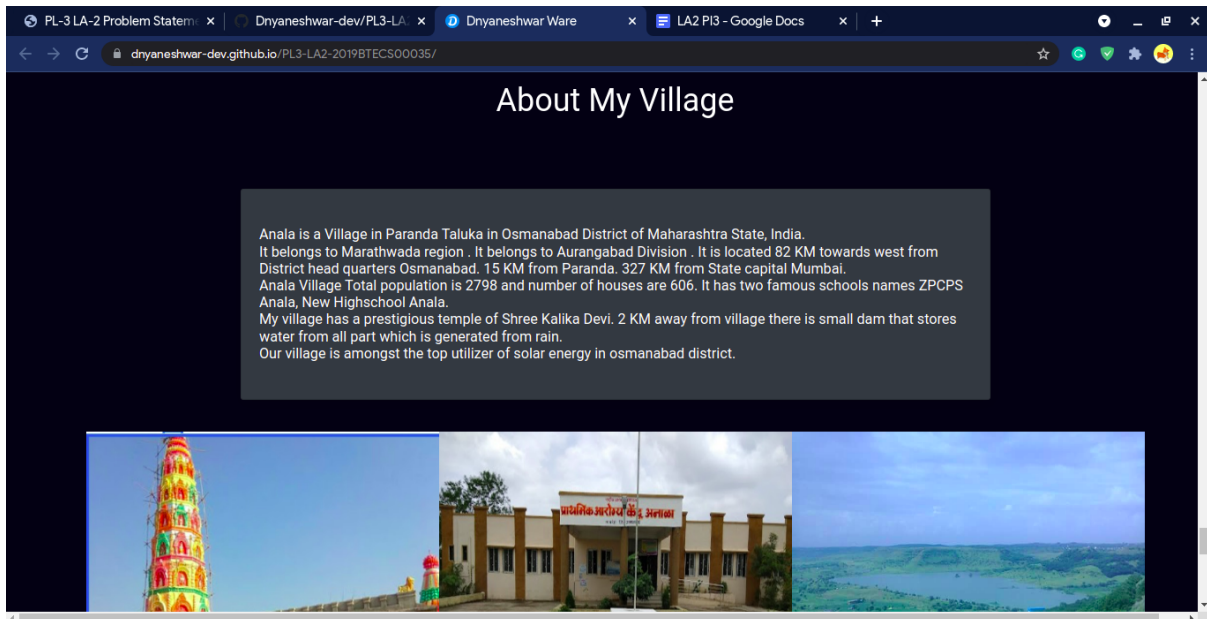 PL-3 LA-2 Problem Stateme
Dnyaneshwar-dev/PL3-LA
Dnyaneshwar Ware
LA2 Pl3 - Google Docs
dnyaneshwar-dev.github.io/PL3-LA2-2019BTECS00035/
About My Village
Anala is a Village in Paranda Taluka in Osmanabad District of Maharashtra State, India.
It belongs to Marathwada region . It belongs to Aurangabad Division . It is located 82 KM towards west from
District head quarters Osmanabad. 15 KM from Paranda. 327 KM from State capital Mumbai.
Anala Village Total population is 2798 and number of houses are 606. It has two famous schools names ZPCPS
Anala, New Highschool Anala.
My village has a prestigious temple of Shree Kalika Devi. 2 KM away from village there is small dam that stores
water from all part which is generated from rain.
Our village is amongst the top utilizer of solar energy in osmanabad district.
प्राथमिक आरोग्य केंद्र अनाळा